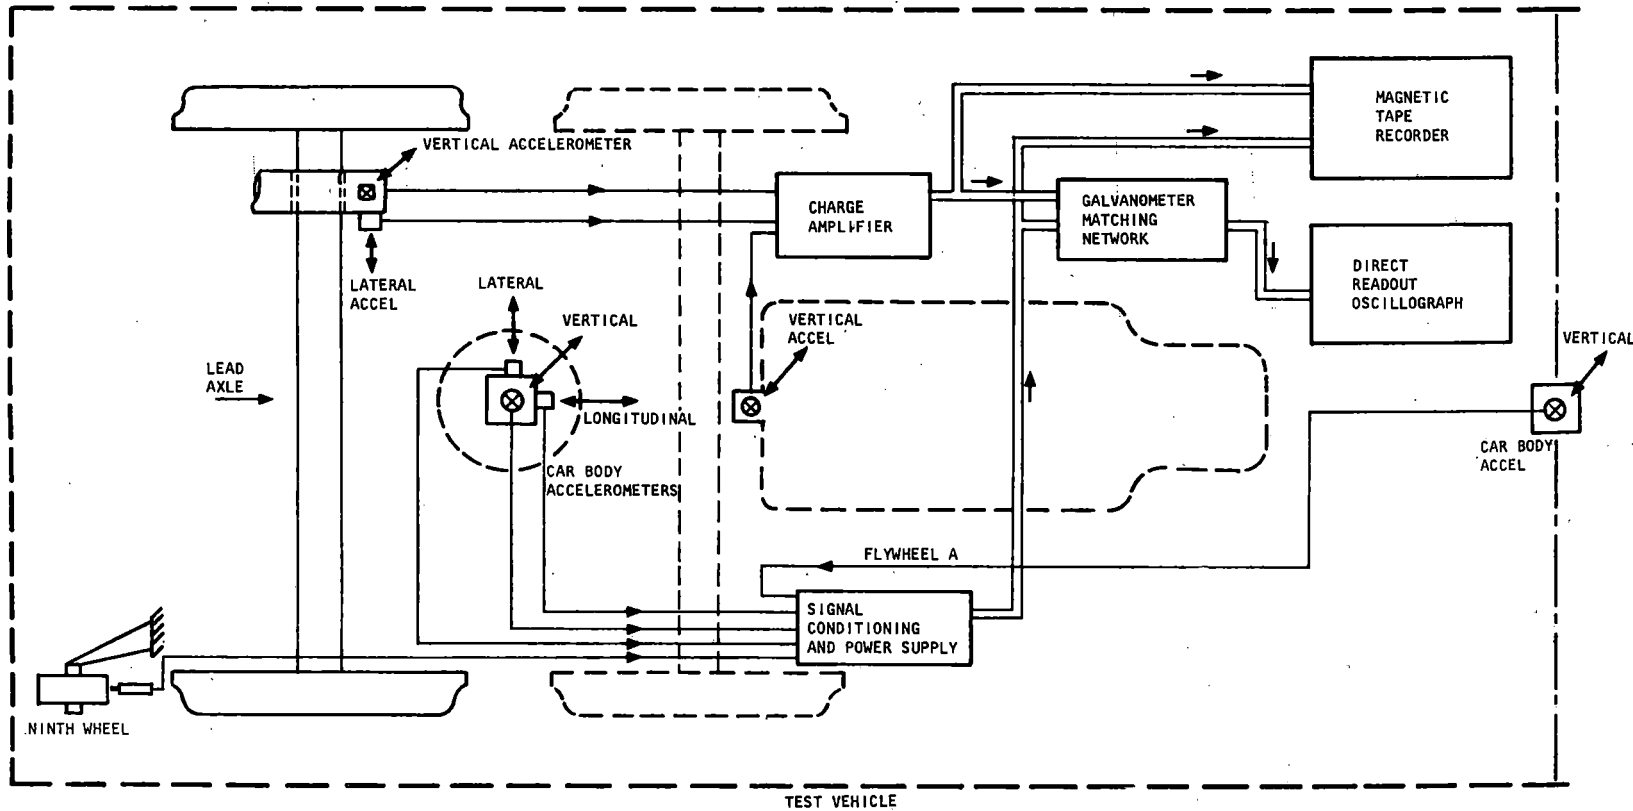 MAGNETIC
TAPE
RECORDER
VERTICAL ACCELEROMETER
CHARGE
AMPLIFIER
GALVANOMETER
MATCHING
NETWORK
DIRECT
READOUT
OSCILLOGRAPH
LATERAL
ACCEL
LATERAL
VERTICAL
VERTICAL
ACCEL
VERTICAL
LEAD
AXLE
LONGITUDINAL
CAR BODY
ACCEL
CAR BODY
ACCELEROMETERS
FLYWHEEL A
SIGNAL
CONDITIONING
AND POWER SUPPLY
NINTH WHEEL
TEST VEHICLE